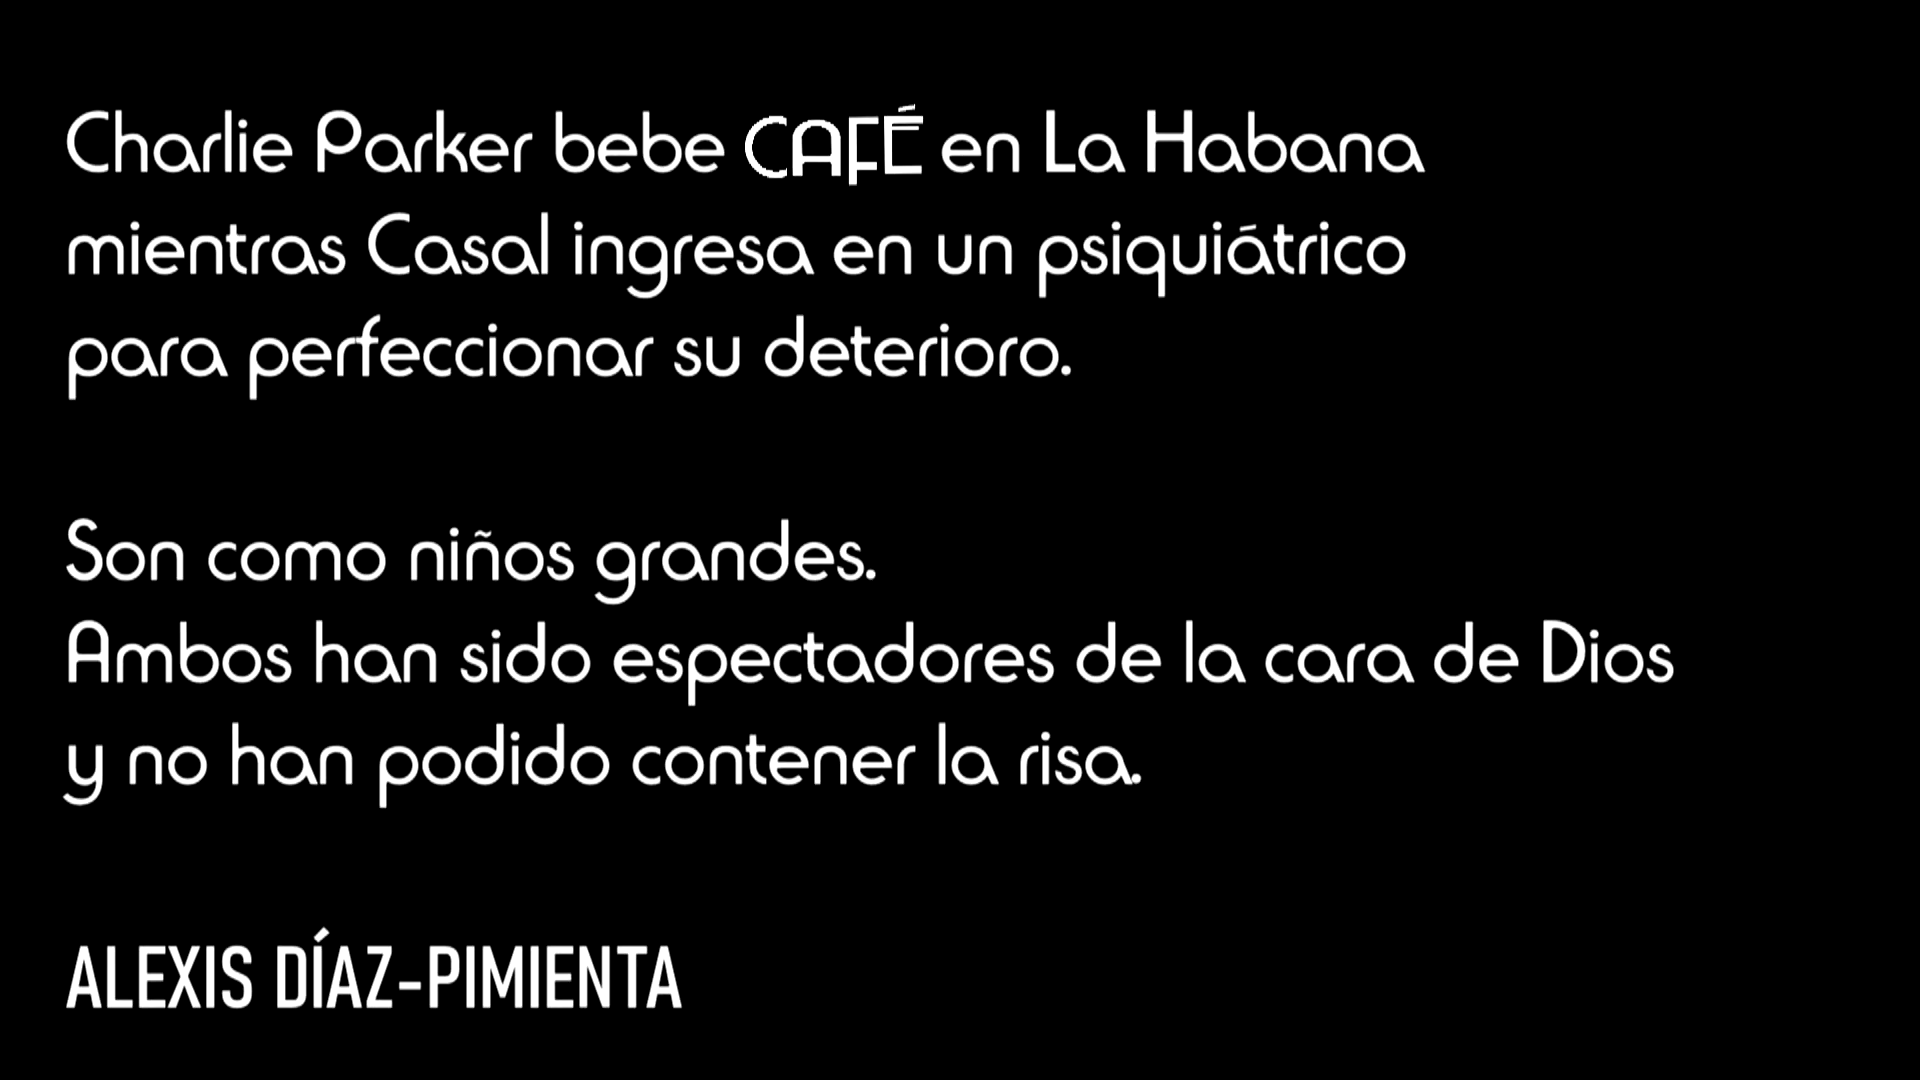 Charlie Parker bebe CAFÉ en La Habana
mientras Casal ingresa en un psiquiátrico
para perfeccionar su deterioro.
Son como niños grandes.
Ambos han sido espectadores de la cara de Dios
y no han podido contener la risa.
ALEXIS DÍAZ-PIMIENTA